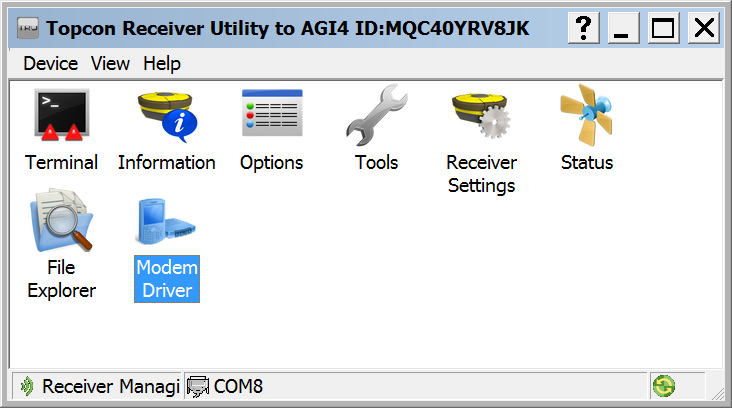 TRU Topcon Receiver Utility to AGI4 ID:MQC40YRV8JK ?
Device View Help
>_
Terminal Information Options Tools Receiver Settings Status
File Explorer Modem Driver
Receiver Managi COM8